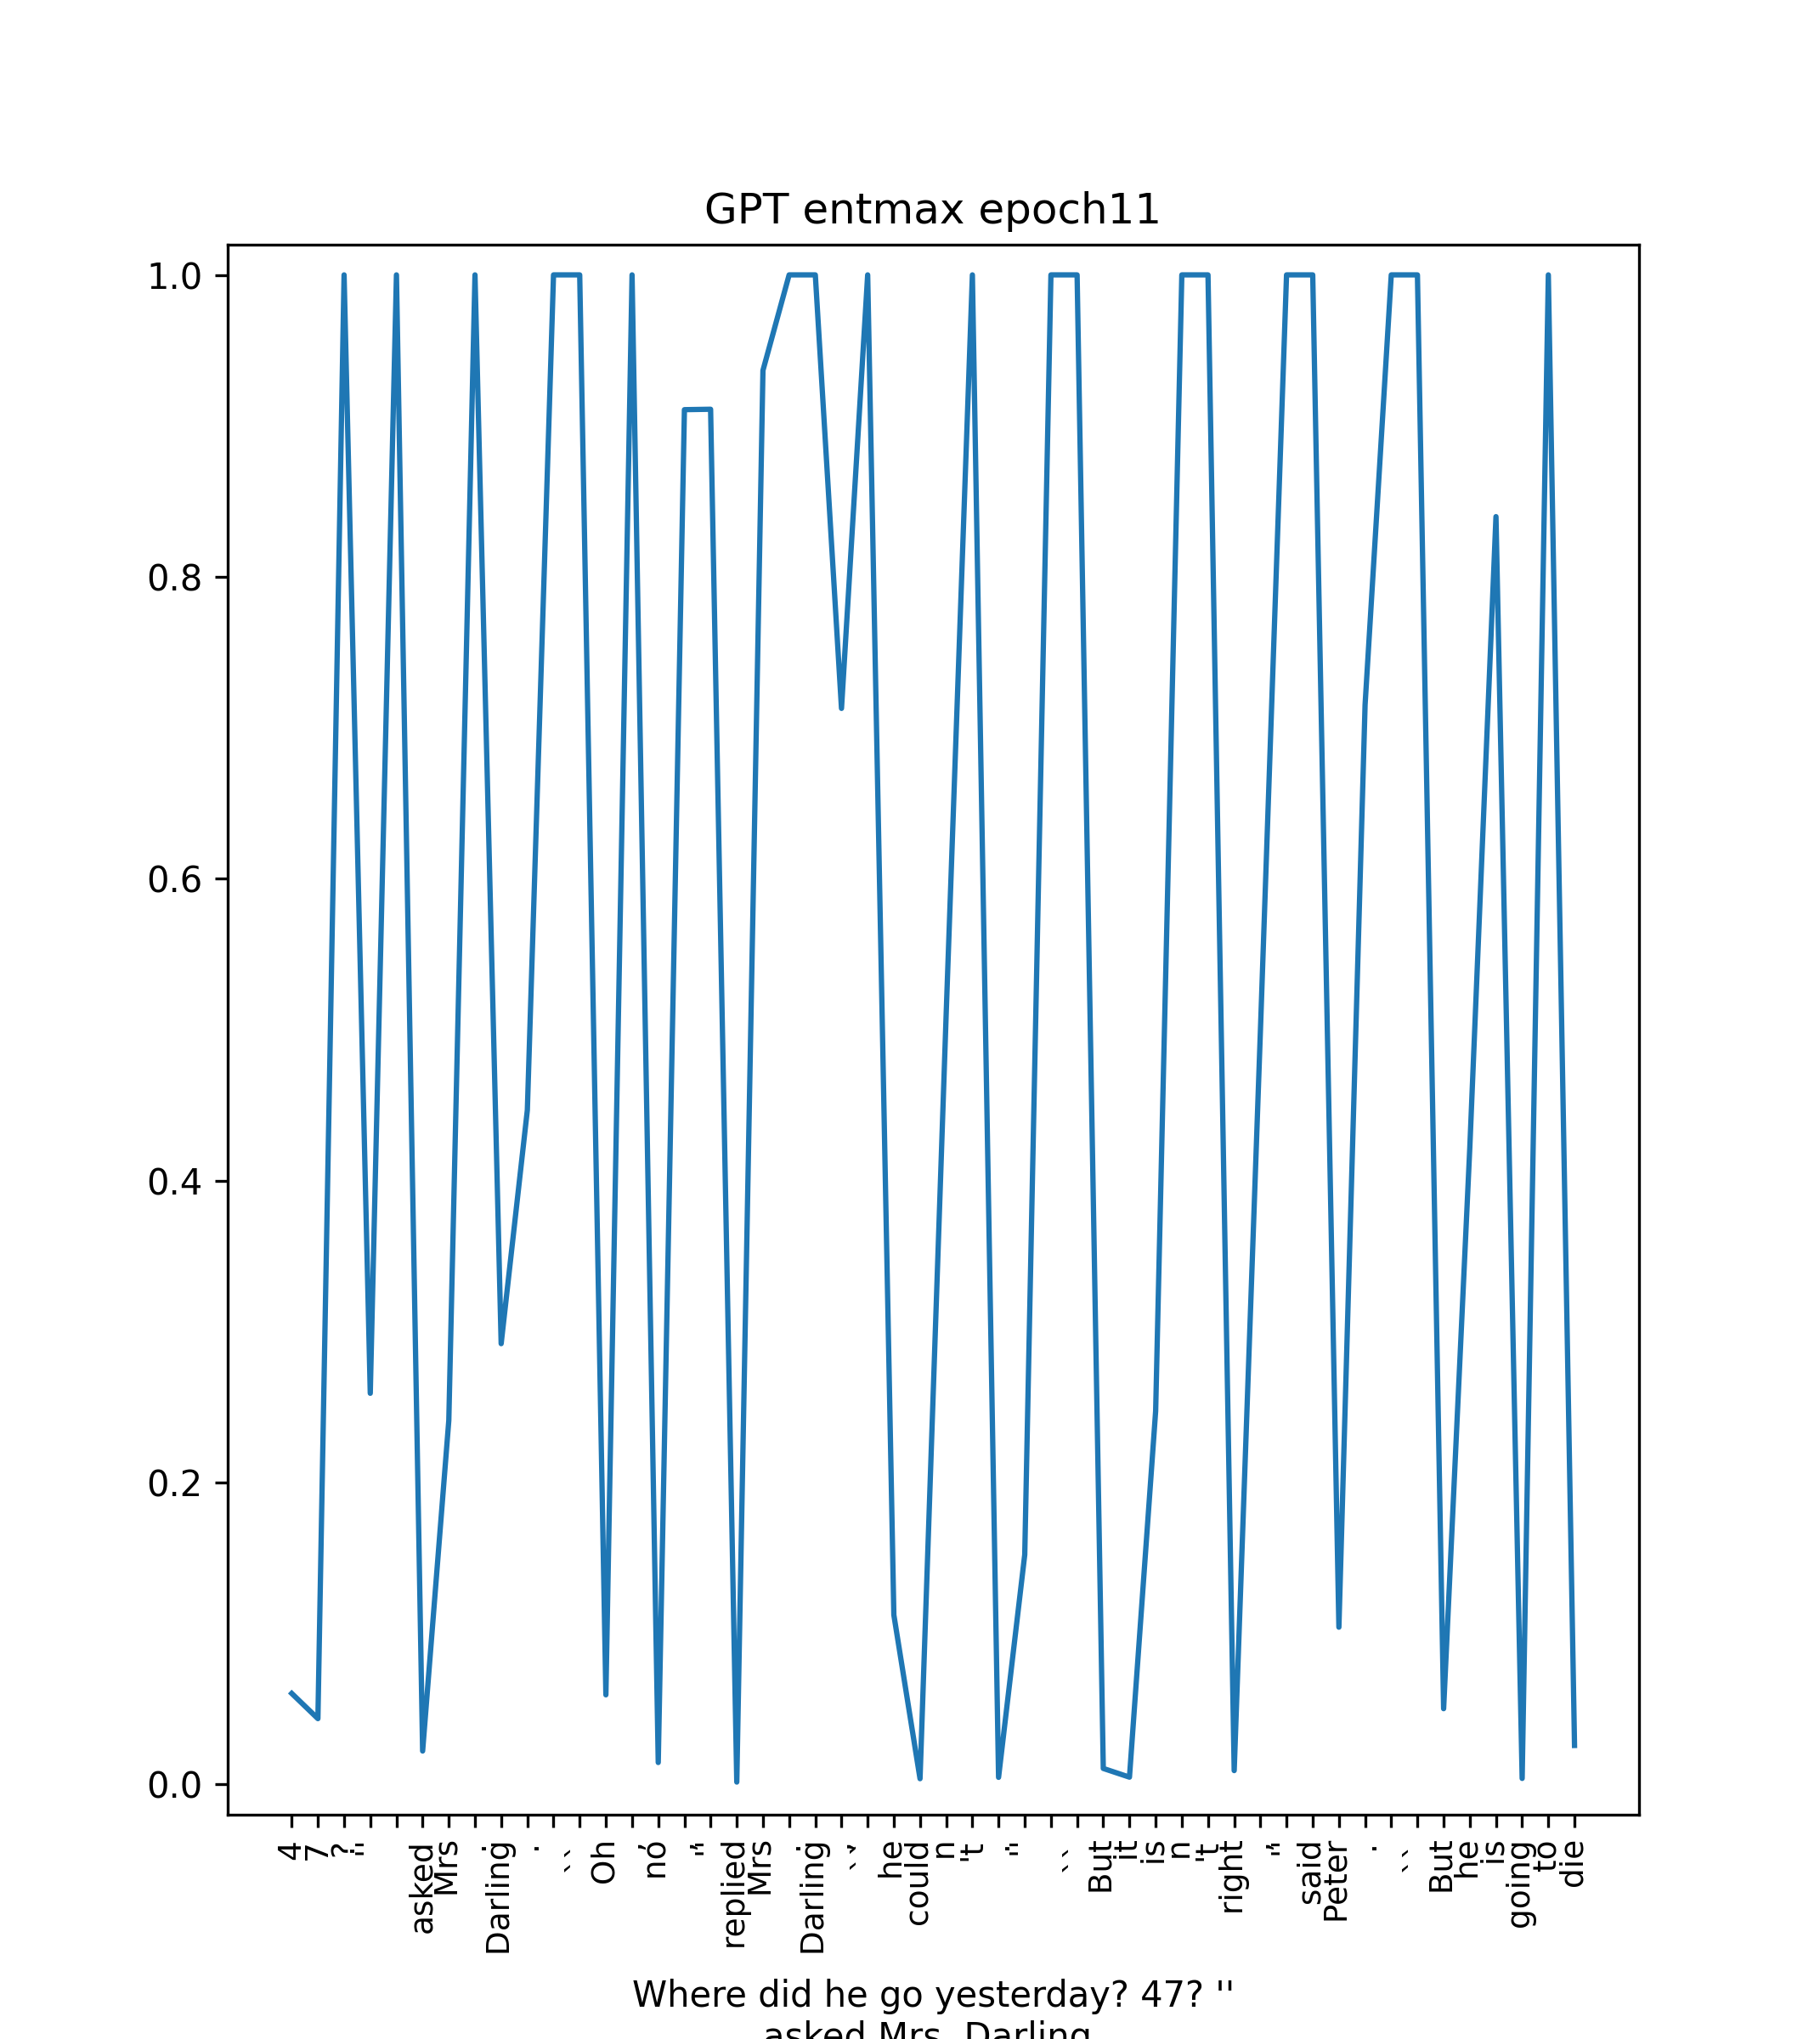 GPT entmax epoch11
1.0
0.8
0.6
0.4
0.2
0.0
4
7
?
''
asked
Mrs
Darling
.
``
Oh
no
,
''
replied
Mrs
Darling
,
``
he
could
n
't
''
``
But
it
is
n
't
right
,
''
said
Peter
.
``
But
he
is
going
to
die
Where did he go yesterday? 47? ''
asked Mrs. Darling.